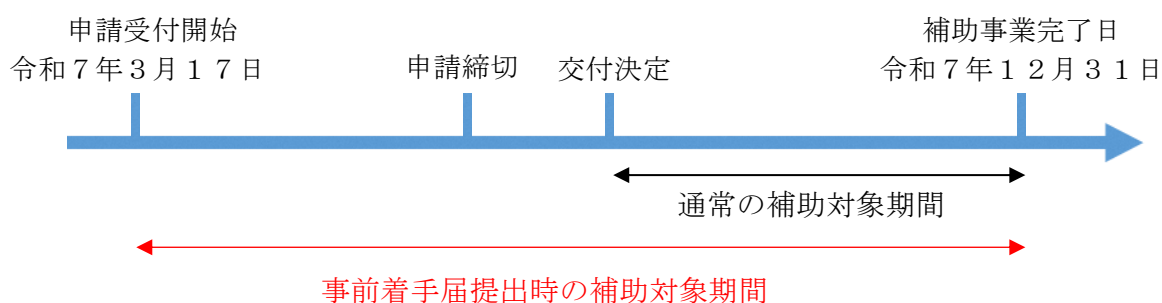 申請受付開始
令和７年３月１７日
申請締切
交付決定
補助事業完了日
令和７年１２月３１日
通常の補助対象期間
事前着手届提出時の補助対象期間